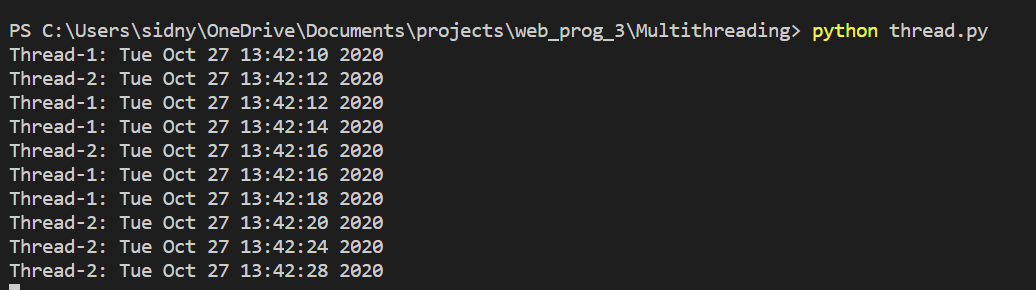 PS C:\Users\sidny\OneDrive\Documents\projects\web_prog_3\Multithreading> python thread.py
Thread-1: Tue Oct 27 13:42:10 2020
Thread-2: Tue Oct 27 13:42:12 2020
Thread-1: Tue Oct 27 13:42:12 2020
Thread-1: Tue Oct 27 13:42:14 2020
Thread-2: Tue Oct 27 13:42:16 2020
Thread-1: Tue Oct 27 13:42:16 2020
Thread-1: Tue Oct 27 13:42:18 2020
Thread-2: Tue Oct 27 13:42:20 2020
Thread-2: Tue Oct 27 13:42:24 2020
Thread-2: Tue Oct 27 13:42:28 2020